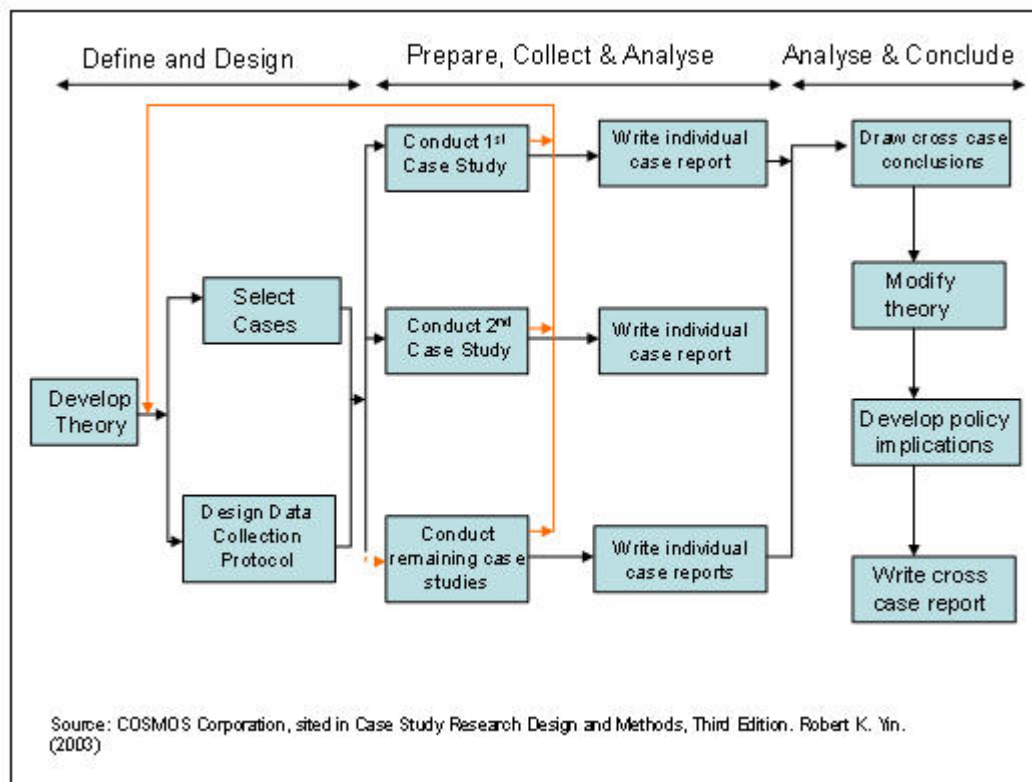 Define and Design
Prepare, Collect & Analyse
Analyse & Conclude
Conduct 1st
Case Study
Write individual
case report
Draw cross case
conclusions
Select
Cases
Conduct 2nd
Case Study
Write individual
case report
Modify
theory
Develop
Theory
Develop policy
implications
Design Data
Collection
Protocol
Conduct
remaining case
studies
Write individual
case reports
Write cross
case report
Source: COSMOS Corporation, sited in Case Study Research Design and Methods, Third Edition. Robert K. Yin.
(2003)